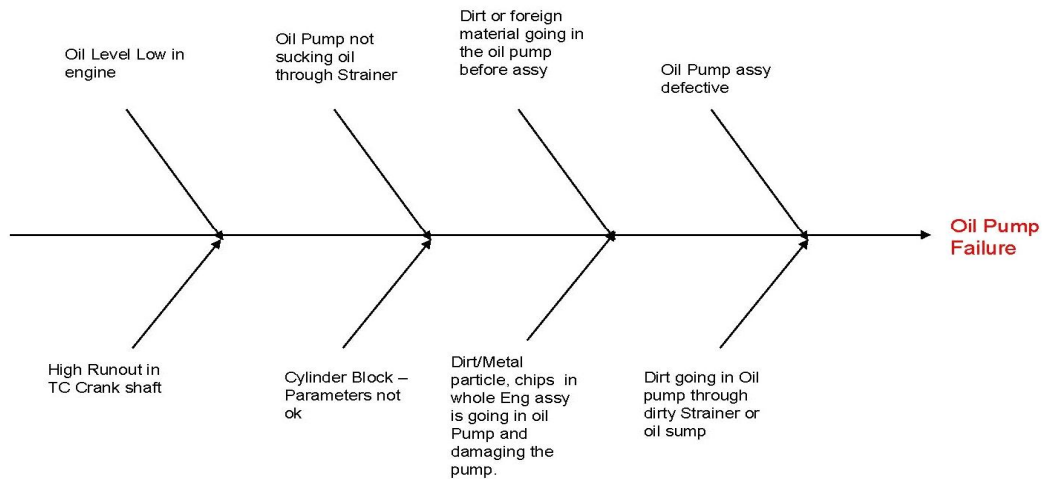 Oil Level Low in
engine
Oil Pump not
sucking oil
through Strainer
Dirt or foreign
material going in
the oil pump
before assy
Oil Pump assy
defective
Oil Pump
Failure
High Runout in
TC Crank shaft
Cylinder Block –
Parameters not
ok
Dirt/Metal
particle, chips in
whole Eng assy
is going in oil
Pump and
damaging the
pump.
Dirt going in Oil
pump through
dirty Strainer or
oil sump